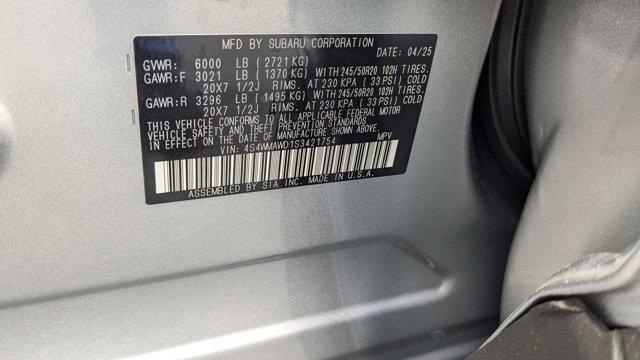 MFD BY SUBARU CORPORATION
DATE: 04/25
GVWR: 6000 LB ( 2721 KG)
GAWR:F 3021 LB ( 1370 KG) WITH 245/50R20 102H TIRES.
20X7 1/2J RIMS. AT 230 KPA ( 33 PSI) COLD
GAWR:R 3296 LB ( 1495 KG) WITH 245/50R20 102H TIRES.
20X7 1/2J RIMS. AT 230 KPA ( 33 PSI) COLD
THIS VEHICLE CONFORMS TO ALL APPLICABLE FEDERAL MOTOR
VEHICLE SAFETY AND THEFT PREVENTION STANDARDS IN
EFFECT ON THE DATE OF MANUFACTURE SHOWN ABOVE.
VIN: 4S4WMAWD1S3421754 MPV
ASSEMBLED BY SIA INC. MADE IN U.S.A.